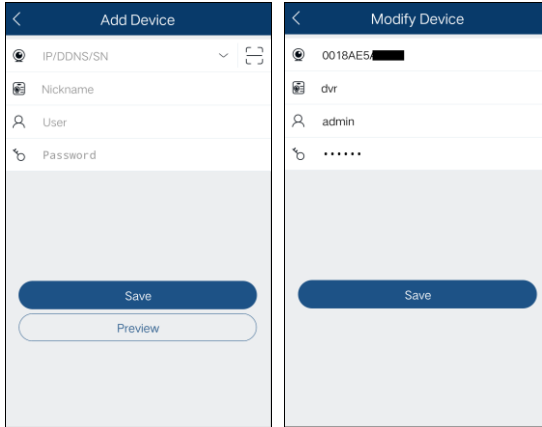 Add Device
IP/DDNS/SN
Nickname
User
Password
Save
Preview
Modify Device
0018AE5
dvr
admin
••••••
Save